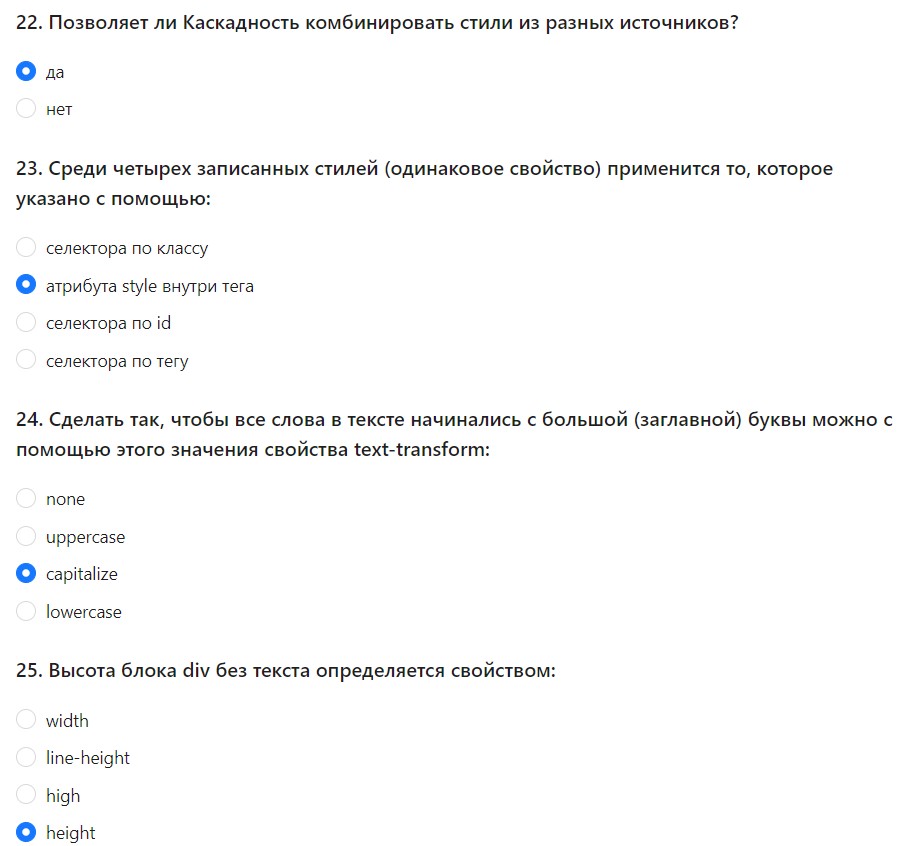 22. Позволяет ли Каскадность комбинировать стили из разных источников?
да
нет
23. Среди четырех записанных стилей (одинаковое свойство) применится то, которое
указано с помощью:
селектора по классу
атрибута style внутри тега
селектора по id
селектора по тегу
24. Сделать так, чтобы все слова в тексте начинались с большой (заглавной) буквы можно с
помощью этого значения свойства text-transform:
none
uppercase
capitalize
lowercase
25. Высота блока div без текста определяется свойством:
width
line-height
high
height